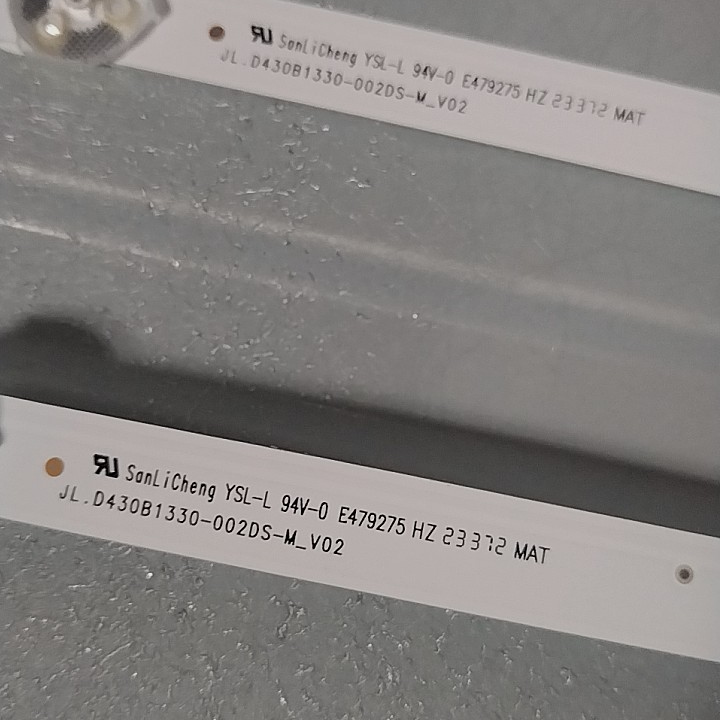 SanLiCheng YSL-L 94V-0 E479275 HZ 23372 MAT
JL.D430B1330-002DS-M_V02
SanLiCheng YSL-L 94V-0 E479275 HZ 23372 MAT
JL.D430B1330-002DS-M_V02